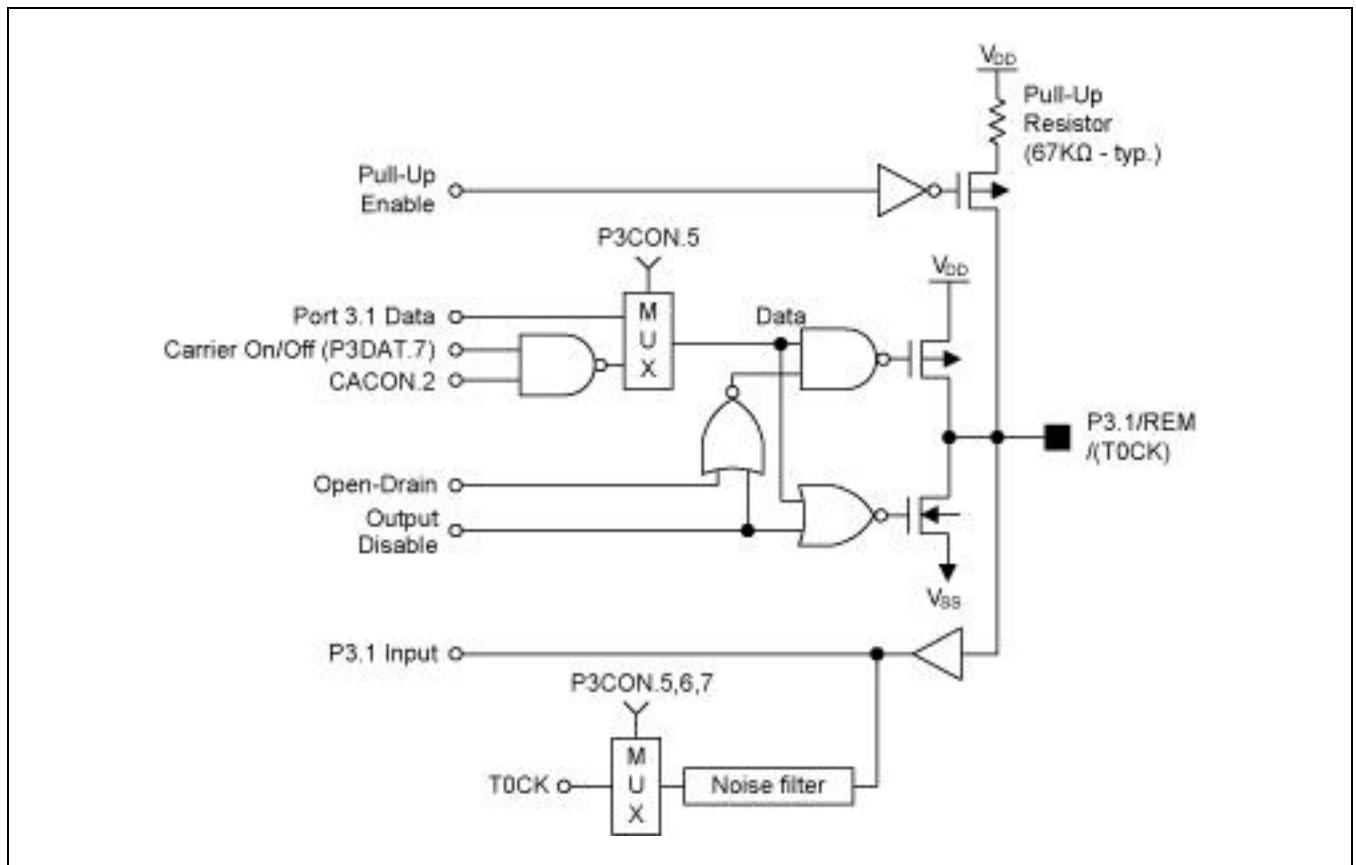 VDD
Pull-Up
Resistor
(67KΩ - typ.)
Pull-Up
Enable
P3CON.5
VDD
Port 3.1 Data
M
U
X
Data
Carrier On/Off (P3DAT.7)
CACON.2
P3.1/REM
/(T0CK)
Open-Drain
Output
Disable
VSS
P3.1 Input
P3CON.5,6,7
M
U
X
T0CK
Noise filter